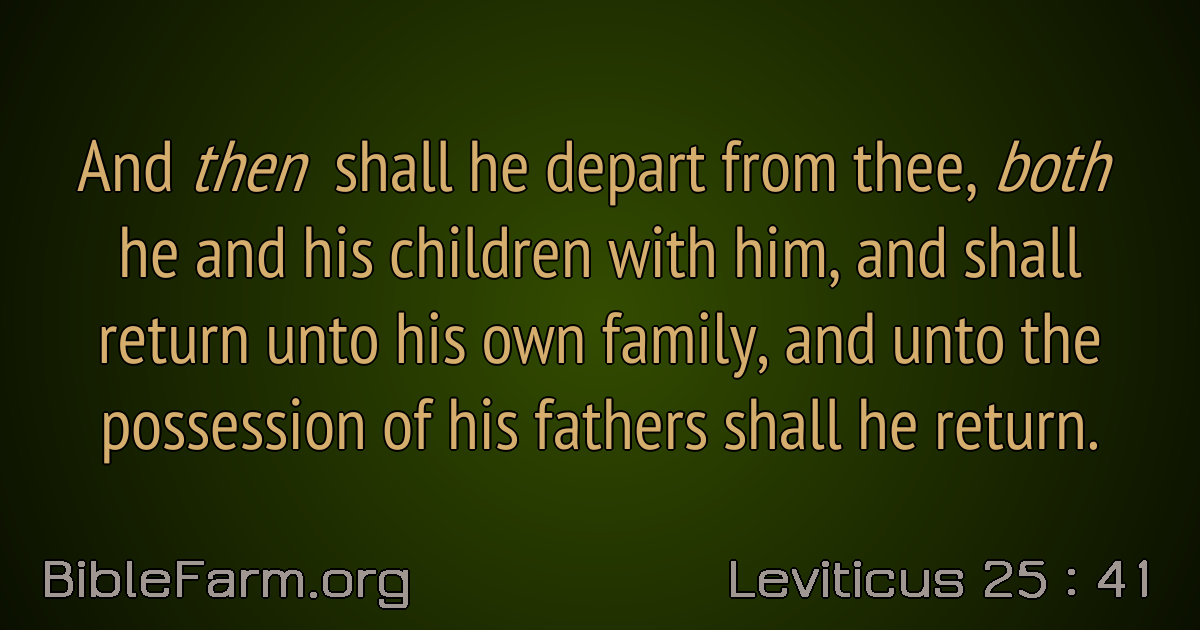 And then shall he depart from thee, both
he and his children with him, and shall
return unto his own family, and unto the
possession of his fathers shall he return.
BibleFarm.org
Leviticus 25 : 41